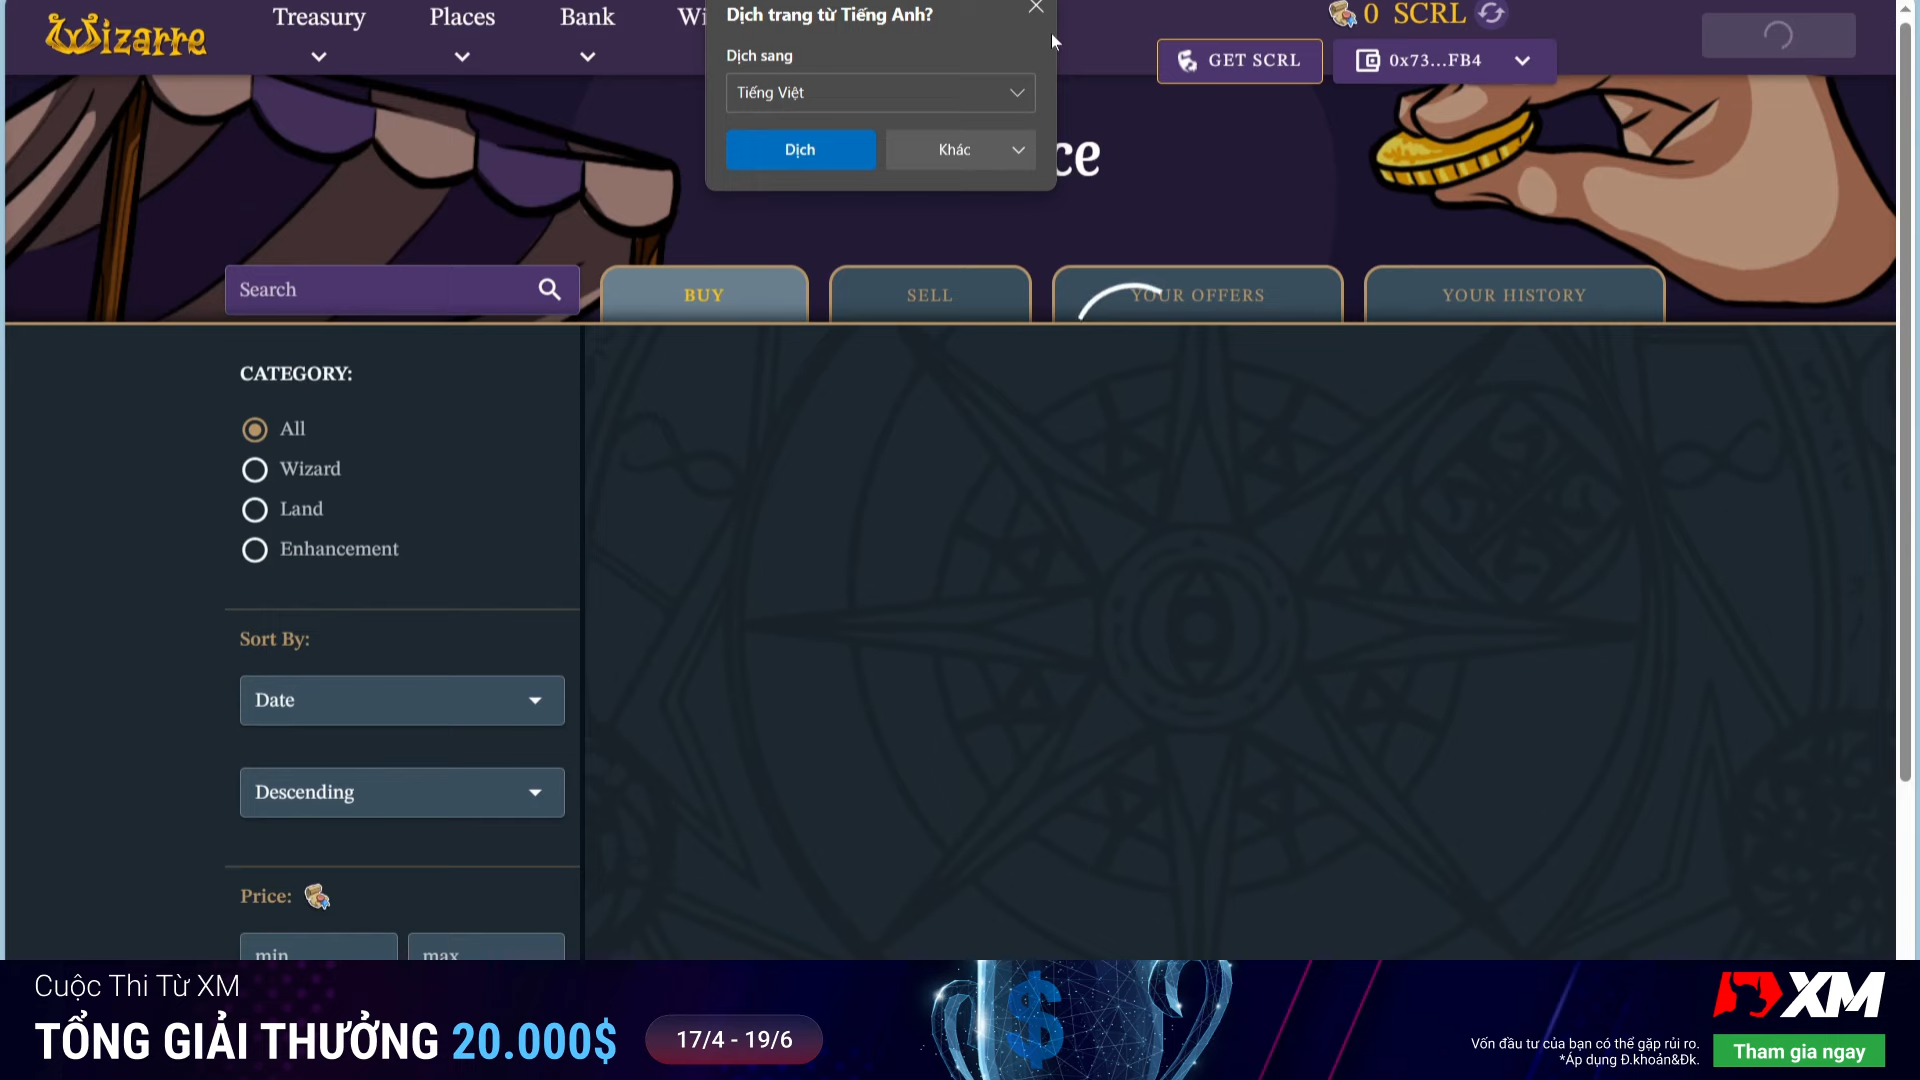 Wizarre
Treasury
Places
Bank
Wi
Dịch trang từ Tiếng Anh?
Dịch sang
Tiếng Việt
Dịch
Khác
0 SCRL
GET SCRL
0x73...FB4
ce
Search
BUY
SELL
YOUR OFFERS
YOUR HISTORY
CATEGORY:
All
Wizard
Land
Enhancement
Sort By:
Date
Descending
Price:
min
max
Cuộc Thi Từ XM
TỔNG GIẢI THƯỞNG 20.000$
17/4 - 19/6
$
XM
Vốn đầu tư của bạn có thể gặp rủi ro.
*Áp dụng Đ.khoản&Đk.
Tham gia ngay